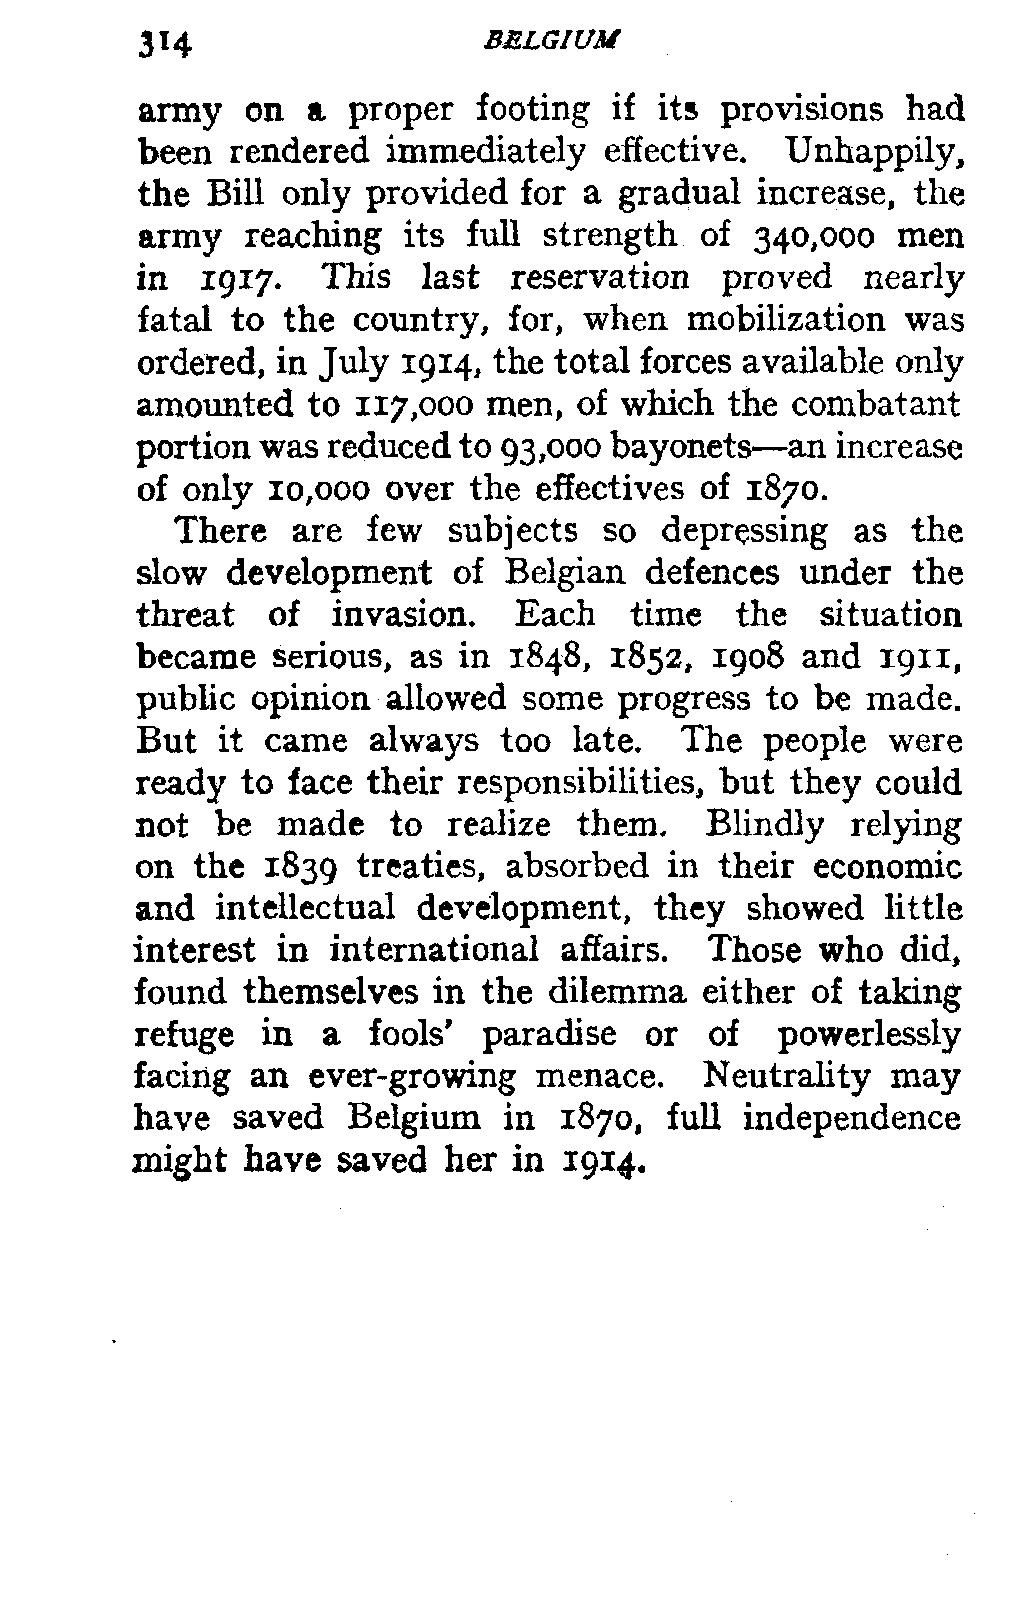 314 BELGIUM
army on a proper footing if its provisions had
been rendered immediately effective. Unhappily,
the Bill only provided for a gradual increase, the
army reaching its full strength of 340,000 men
in 1917. This last reservation proved nearly
fatal to the country, for, when mobilization was
ordered, in July 1914, the total forces available only
amounted to 117,000 men, of which the combatant
portion was reduced to 93,000 bayonets—an increase
of only 10,000 over the effectives of 1870.
There are few subjects so depressing as the
slow development of Belgian defences under the
threat of invasion. Each time the situation
became serious, as in 1848, 1852, 1908 and 1911,
public opinion allowed some progress to be made.
But it came always too late. The people were
ready to face their responsibilities, but they could
not be made to realize them. Blindly relying
on the 1839 treaties, absorbed in their economic
and intellectual development, they showed little
interest in international affairs. Those who did,
found themselves in the dilemma either of taking
refuge in a fools' paradise or of powerlessly
facing an ever-growing menace. Neutrality may
have saved Belgium in 1870, full independence
might have saved her in 1914.